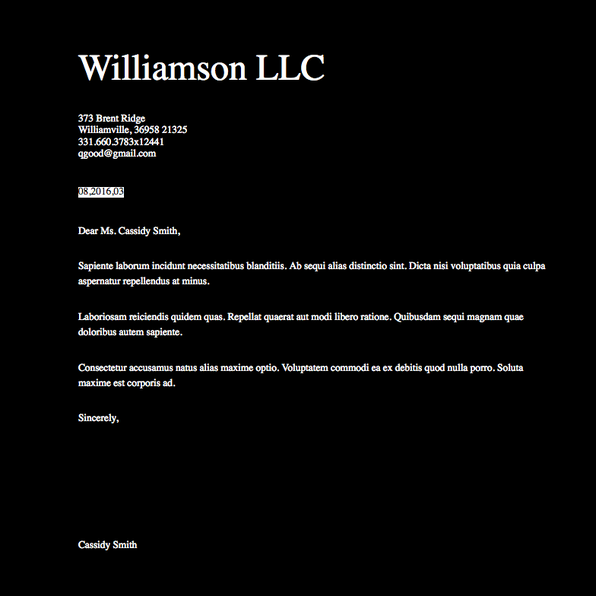 Williamson LLC
373 Brent Ridge
Williamville, 36958 21325
331.660.3783x12441
qgood@gmail.com
08,2016,03
Dear Ms. Cassidy Smith,
Sapiente laborum incidunt necessitatibus blanditiis. Ab sequi alias distinctio sint. Dicta nisi voluptatibus quia culpa
aspernatur repellendus at minus.
Laboriosam reiciendis quidem quas. Repellat quaerat aut modi libero ratione. Quibusdam sequi magnam quae
doloribus autem sapiente.
Consectetur accusamus natus alias maxime optio. Voluptatem commodi ea ex debitis quod nulla porro. Soluta
maxime est corporis ad.
Sincerely,
Cassidy Smith